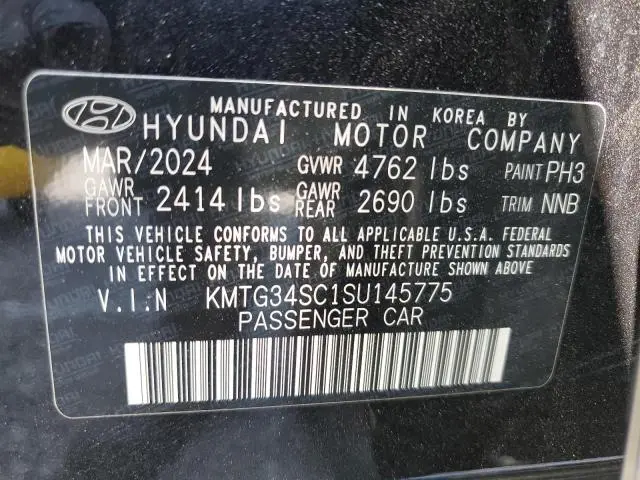 MANUFACTURED IN KOREA BY
HYUNDAI MOTOR COMPANY
MAR/2024 GVWR 4762 lbs PAINT PH3
GAWR FRONT 2414 lbs GAWR REAR 2690 lbs TRIM NNB
THIS VEHICLE CONFORMS TO ALL APPLICABLE U.S.A. FEDERAL
MOTOR VEHICLE SAFETY, BUMPER, AND THEFT PREVENTION STANDARDS
IN EFFECT ON THE DATE OF MANUFACTURE SHOWN ABOVE
V.I.N KMTG34SC1SU145775
PASSENGER CAR